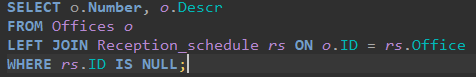 SELECT o.Number, o.Descr
FROM Offices o
LEFT JOIN Reception_schedule rs ON o.ID = rs.Office
WHERE rs.ID IS NULL;